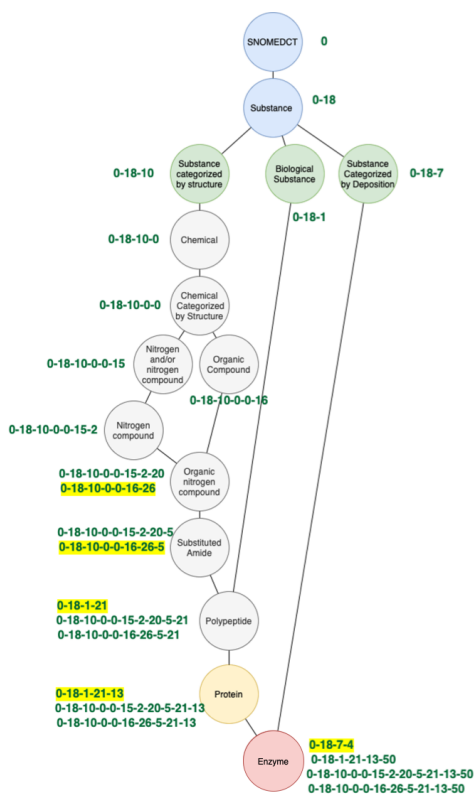 SNOMEDCT
0
Substance
0-18
0-18-10
Substance
categorized
by structure
Biological
Substance
Substance
Categorized
by Deposition
0-18-7
0-18-1
0-18-10-0
Chemical
0-18-10-0-0
Chemical
Categorized
by Structure
0-18-10-0-0-15
Nitrogen
and/or
nitrogen
compound
Organic
Compound
0-18-10-0-0-16
0-18-10-0-0-15-2
Nitrogen
compound
0-18-10-0-0-15-2-20
0-18-10-0-0-16-26
Organic
nitrogen
compound
0-18-10-0-0-15-2-20-5
0-18-10-0-0-16-26-5
Substituted
Amide
0-18-1-21
0-18-10-0-0-15-2-20-5-21
0-18-10-0-0-16-26-5-21
Polypeptide
0-18-1-21-13
0-18-10-0-0-15-2-20-5-21-13
0-18-10-0-0-16-26-5-21-13
Protein
Enzyme
0-18-7-4
0-18-1-21-13-50
0-18-10-0-0-15-2-20-5-21-13-50
0-18-10-0-0-16-26-5-21-13-50